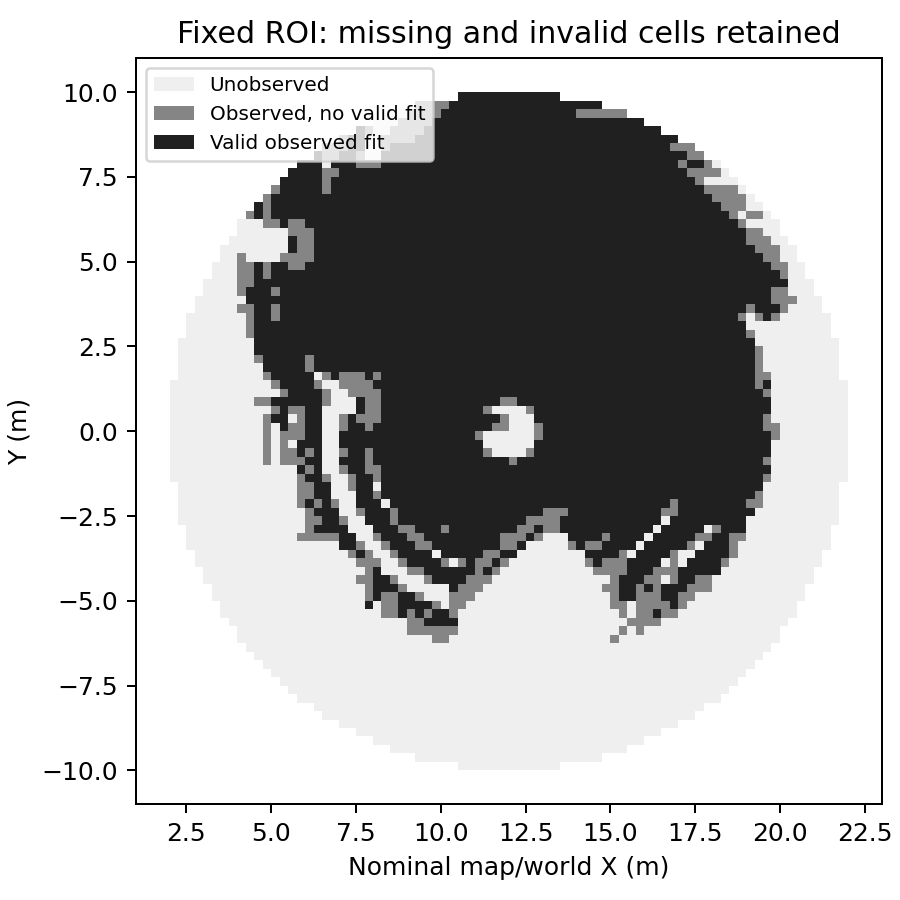 Fixed ROI: missing and invalid cells retained
Unobserved
Observed, no valid fit
Valid observed fit
10.0
7.5
5.0
2.5
0.0
−2.5
−5.0
−7.5
−10.0
Y (m)
2.5 5.0 7.5 10.0 12.5 15.0 17.5 20.0 22.5
Nominal map/world X (m)